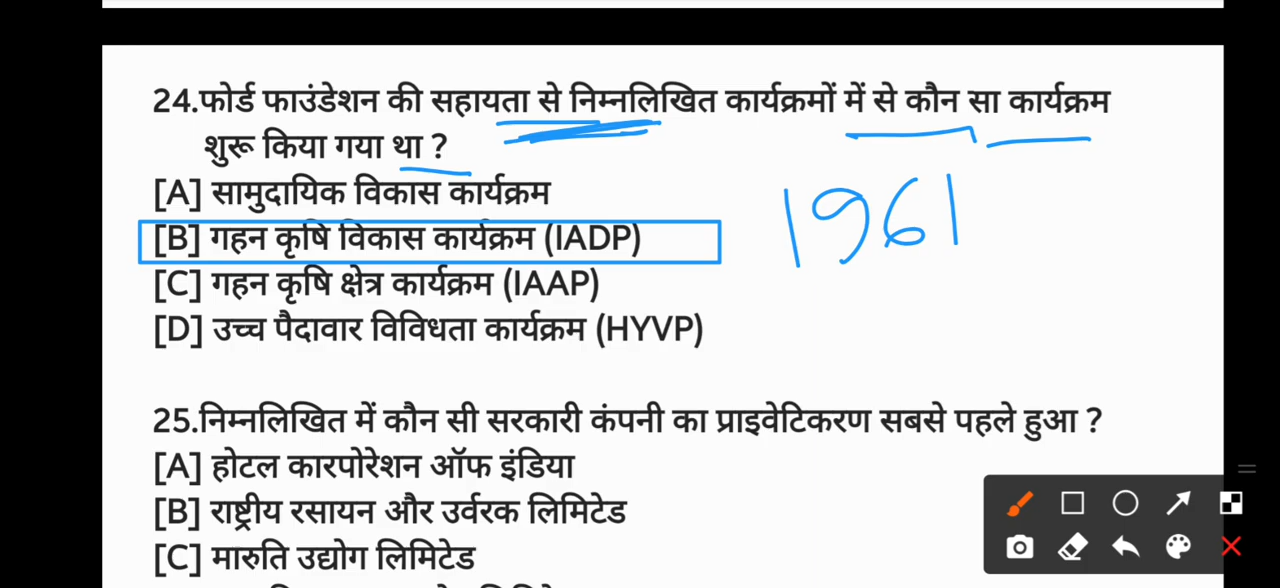 24.फोर्ड फाउंडेशन की सहायता से निम्नलिखित कार्यक्रमों में से कौन सा कार्यक्रम
शुरू किया गया था ?
[A] सामुदायिक विकास कार्यक्रम
1961
[B] गहन कृषि विकास कार्यक्रम (IADP)
[C] गहन कृषि क्षेत्र कार्यक्रम (IAAP)
[D] उच्च पैदावार विविधता कार्यक्रम (HYVP)
25.निम्नलिखित में कौन सी सरकारी कंपनी का प्राइवेटिकरण सबसे पहले हुआ ?
[A] होटल कारपोरेशन ऑफ इंडिया
[B] राष्ट्रीय रसायन और उर्वरक लिमिटेड
[C] मारुति उद्योग लिमिटेड